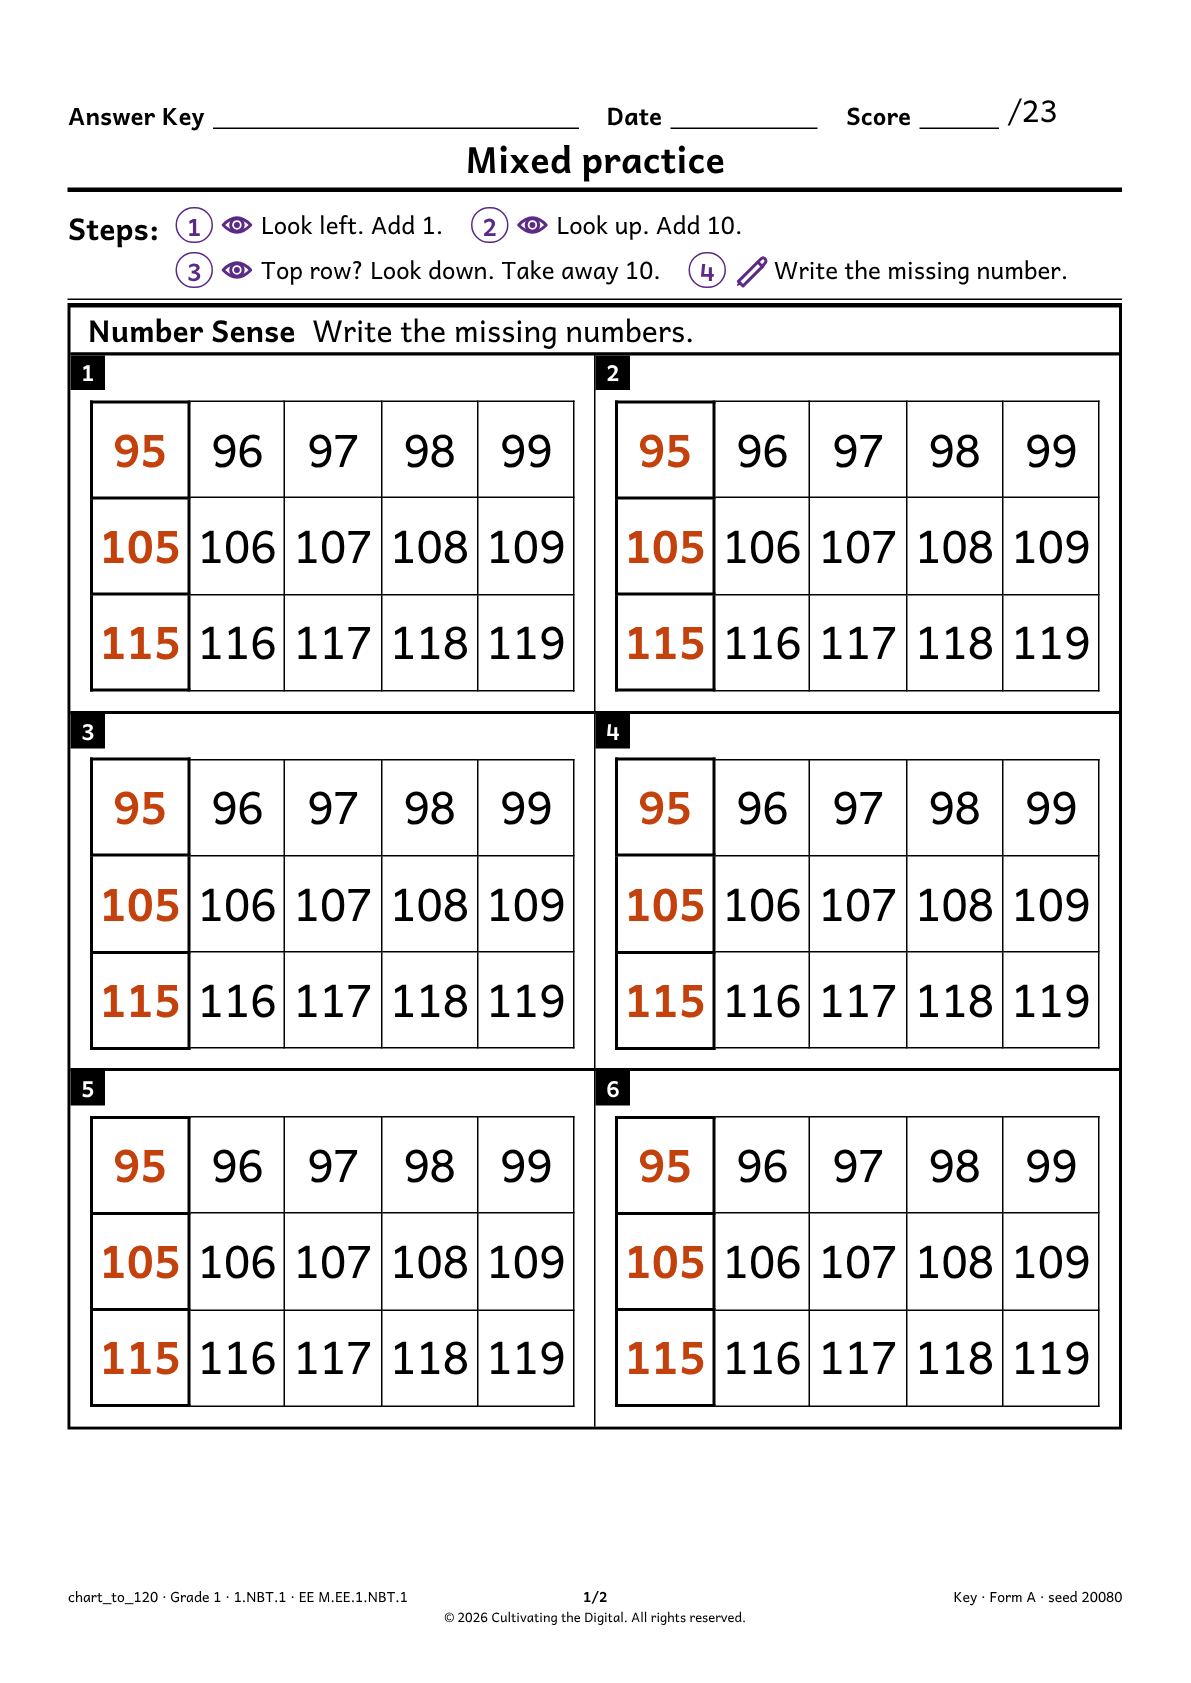 Answer Key ____ Date ____ Score ____ /23
Mixed practice
Steps: 1 Look left. Add 1. 2 Look up. Add 10.
3 Top row? Look down. Take away 10. 4 Write the missing number.
Number Sense Write the missing numbers.
1
95 96 97 98 99
105 106 107 108 109
115 116 117 118 119
2
95 96 97 98 99
105 106 107 108 109
115 116 117 118 119
3
95 96 97 98 99
105 106 107 108 109
115 116 117 118 119
4
95 96 97 98 99
105 106 107 108 109
115 116 117 118 119
5
95 96 97 98 99
105 106 107 108 109
115 116 117 118 119
6
95 96 97 98 99
105 106 107 108 109
115 116 117 118 119
chart_to_120 · Grade 1 · 1.NBT.1 · EE M.EE.1.NBT.1 1/2 Key · Form A · seed 20080
© 2026 Cultivating the Digital. All rights reserved.